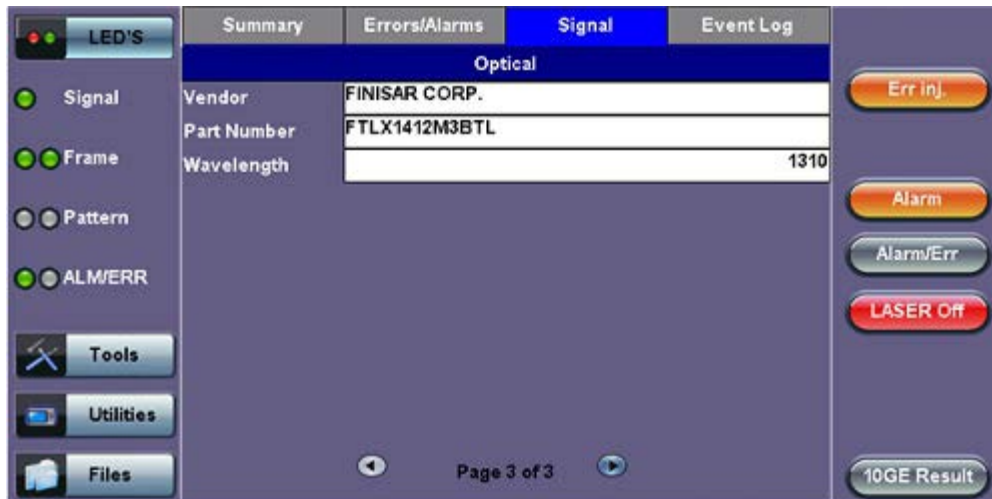 LED'S
Signal
Frame
Pattern
ALM/ERR
Tools
Utilities
Files
Summary
Errors/Alarms
Signal
Event Log
Optical
Vendor FINISAR CORP.
Part Number FTLX1412M3BTL
Wavelength 1310
Page 3 of 3
Err inj.
Alarm
Alarm/Err
LASER Off
10GE Result